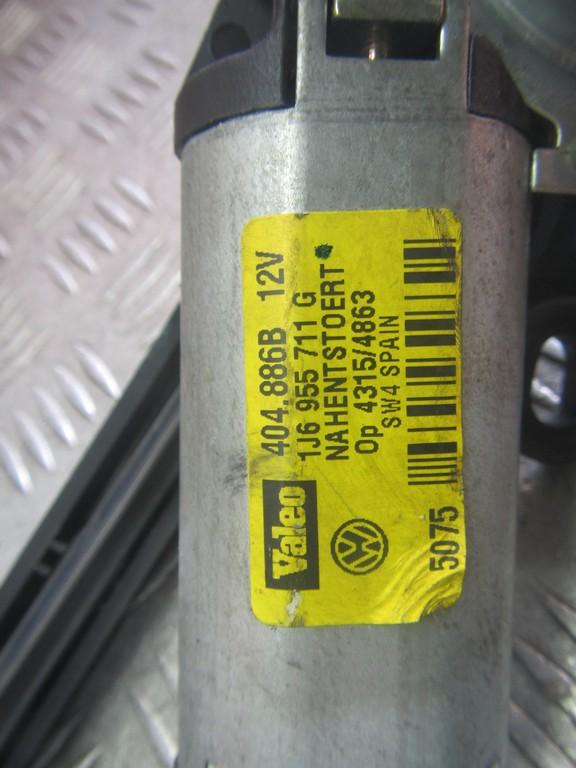 404.886B 12V
1J6 955 711 G
NAHENTSTOERT
Op 4315/4863
SW4 SPAIN
Valeo
5075